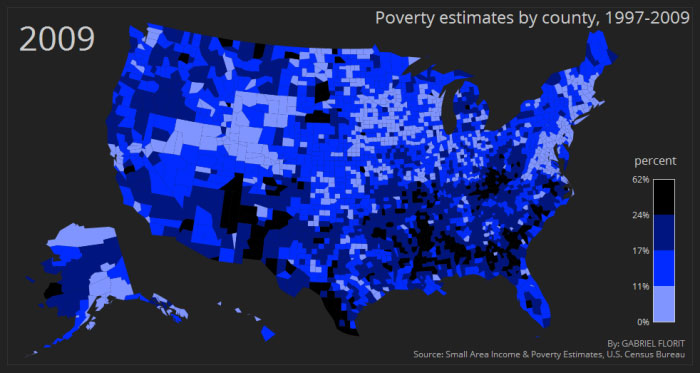 Poverty estimates by county, 1997-2009
2009
percent
62%
24%
17%
11%
0%
By: GABRIEL FLORIT
Source: Small Area Income & Poverty Estimates, U.S. Census Bureau